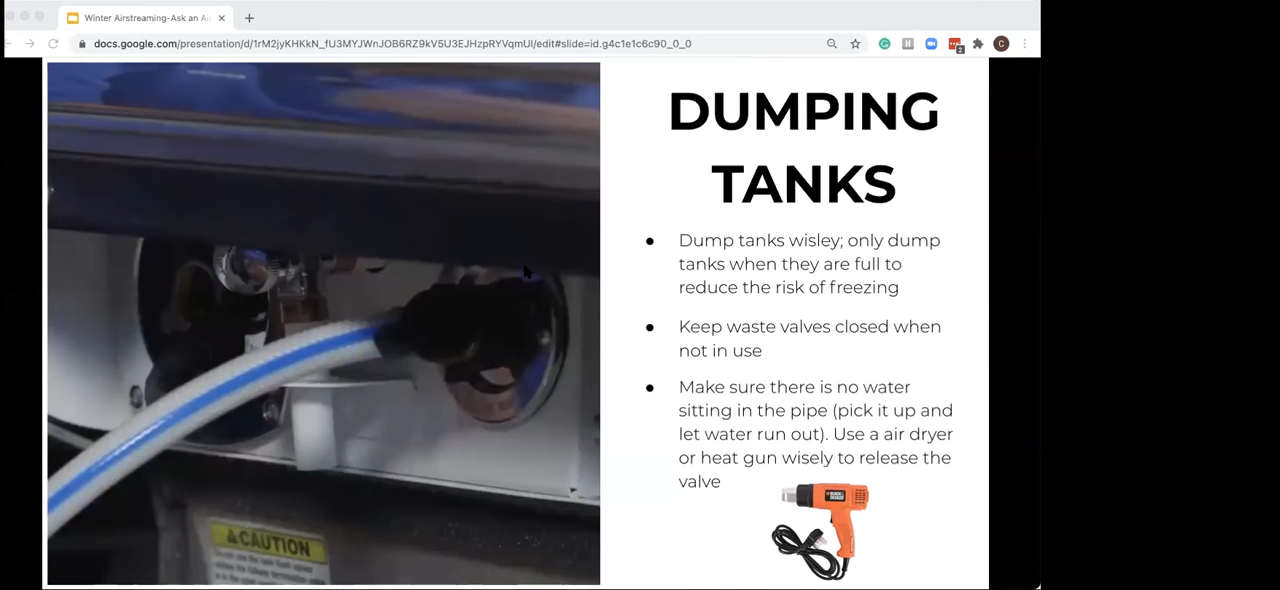 Winter Airstreaming-Ask an Ai
docs.google.com/presentation/d/1rM2jyKHKkN_fU3MYJWnJOB6RZ9kV5U3EJHzpRYVqmUI/edit#slide=id.g4c1e1c6c90_0_0
H
2
C
DUMPING
TANKS
● Dump tanks wisley; only dump
tanks when they are full to
reduce the risk of freezing
● Keep waste valves closed when
not in use
● Make sure there is no water
sitting in the pipe (pick it up and
let water run out). Use a air dryer
or heat gun wisely to release the
valve
BLACK+
DECKER
CAUTION